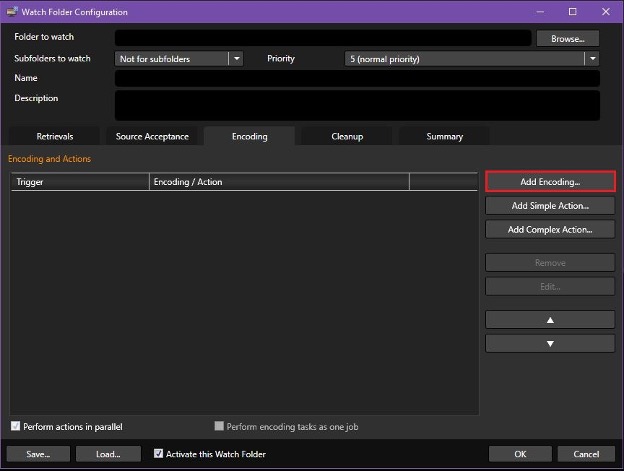 Watch Folder Configuration
Folder to watch
Browse...
Subfolders to watch Not for subfolders Priority 5 (normal priority)
Name
Description
Retrievals Source Acceptance Encoding Cleanup Summary
Encoding and Actions
Trigger Encoding / Action
Add Encoding...
Add Simple Action...
Add Complex Action...
Remove
Edit...
Perform actions in parallel Perform encoding tasks as one job
Save... Load... Activate this Watch Folder OK Cancel